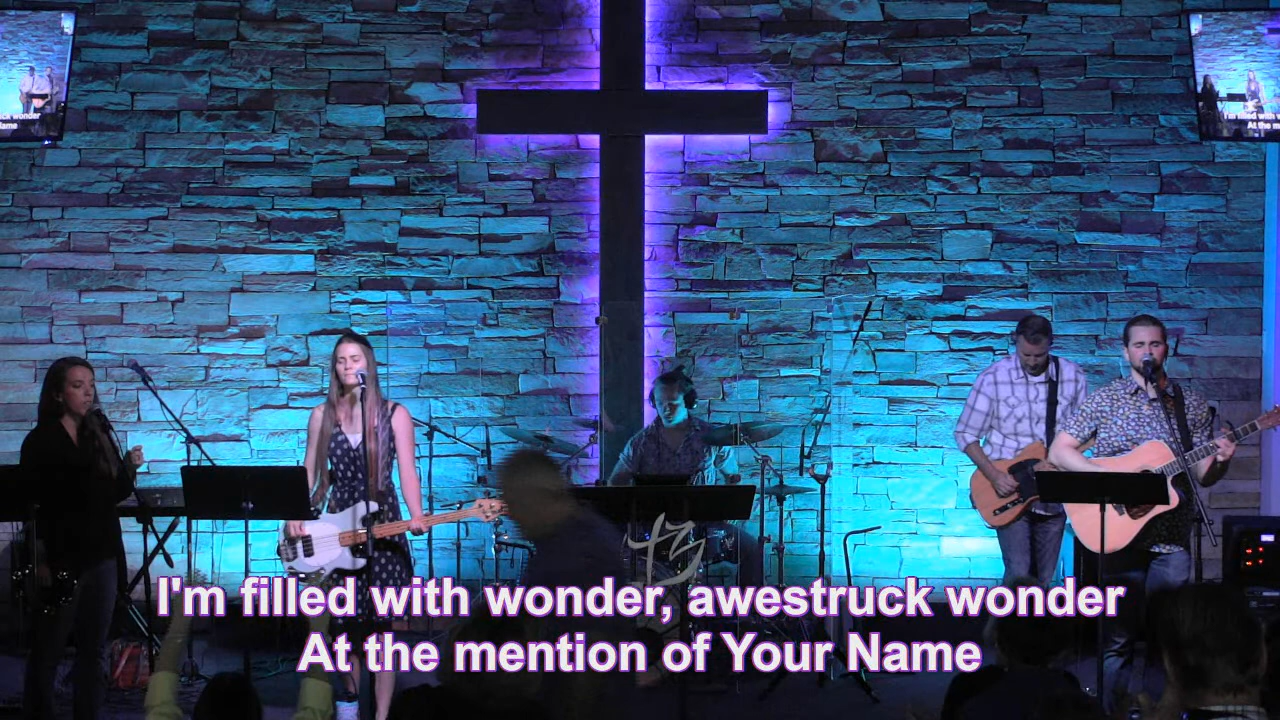 I'm filled with wonder, awestruck wonder
At the mention of Your Name